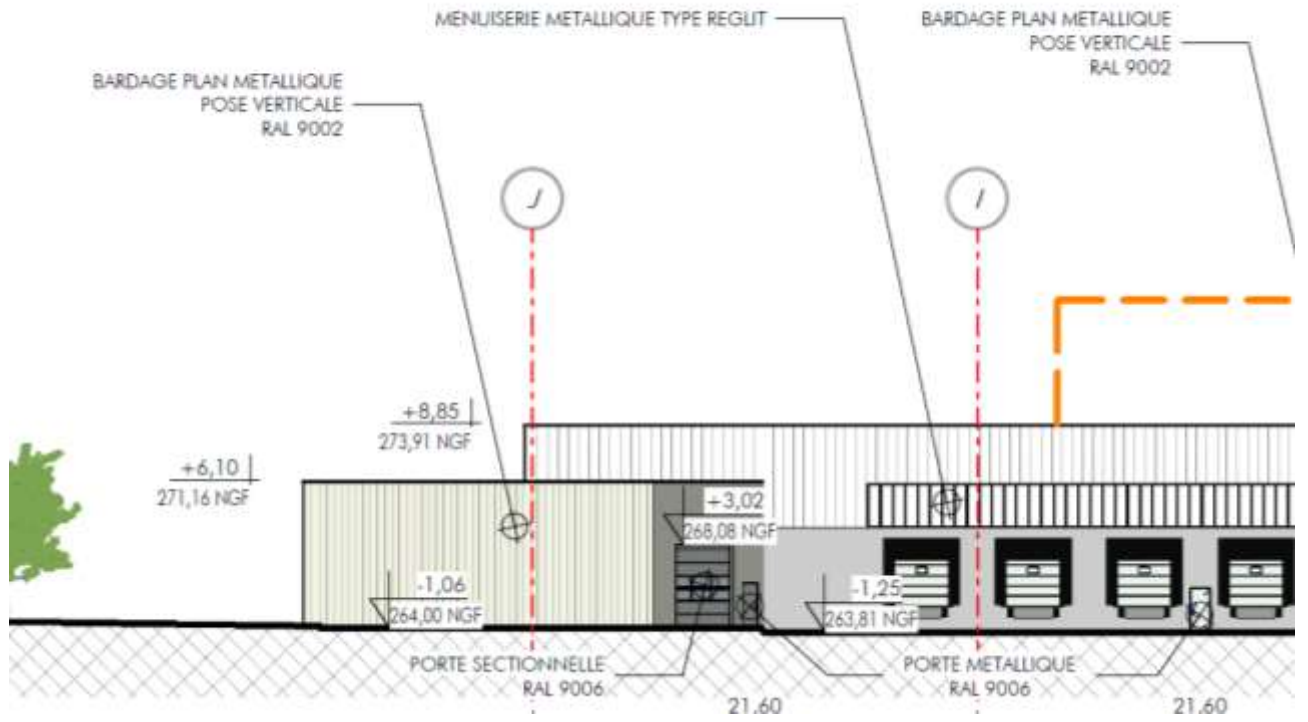 MENUISERIE METALLIQUE TYPE REGLIT
BARDAGE PLAN METALLIQUE
POSE VERTICALE
RAL 9002
BARDAGE PLAN METALLIQUE
POSE VERTICALE
RAL 9002
J
I
+8,85
273,91 NGF
+6,10
271,16 NGF
+3,02
268,08 NGF
-1,06
264,00 NGF
-1,25
263,81 NGF
PORTE SECTIONNELLE
RAL 9006
PORTE METALLIQUE
RAL 9006
21.60
21.60